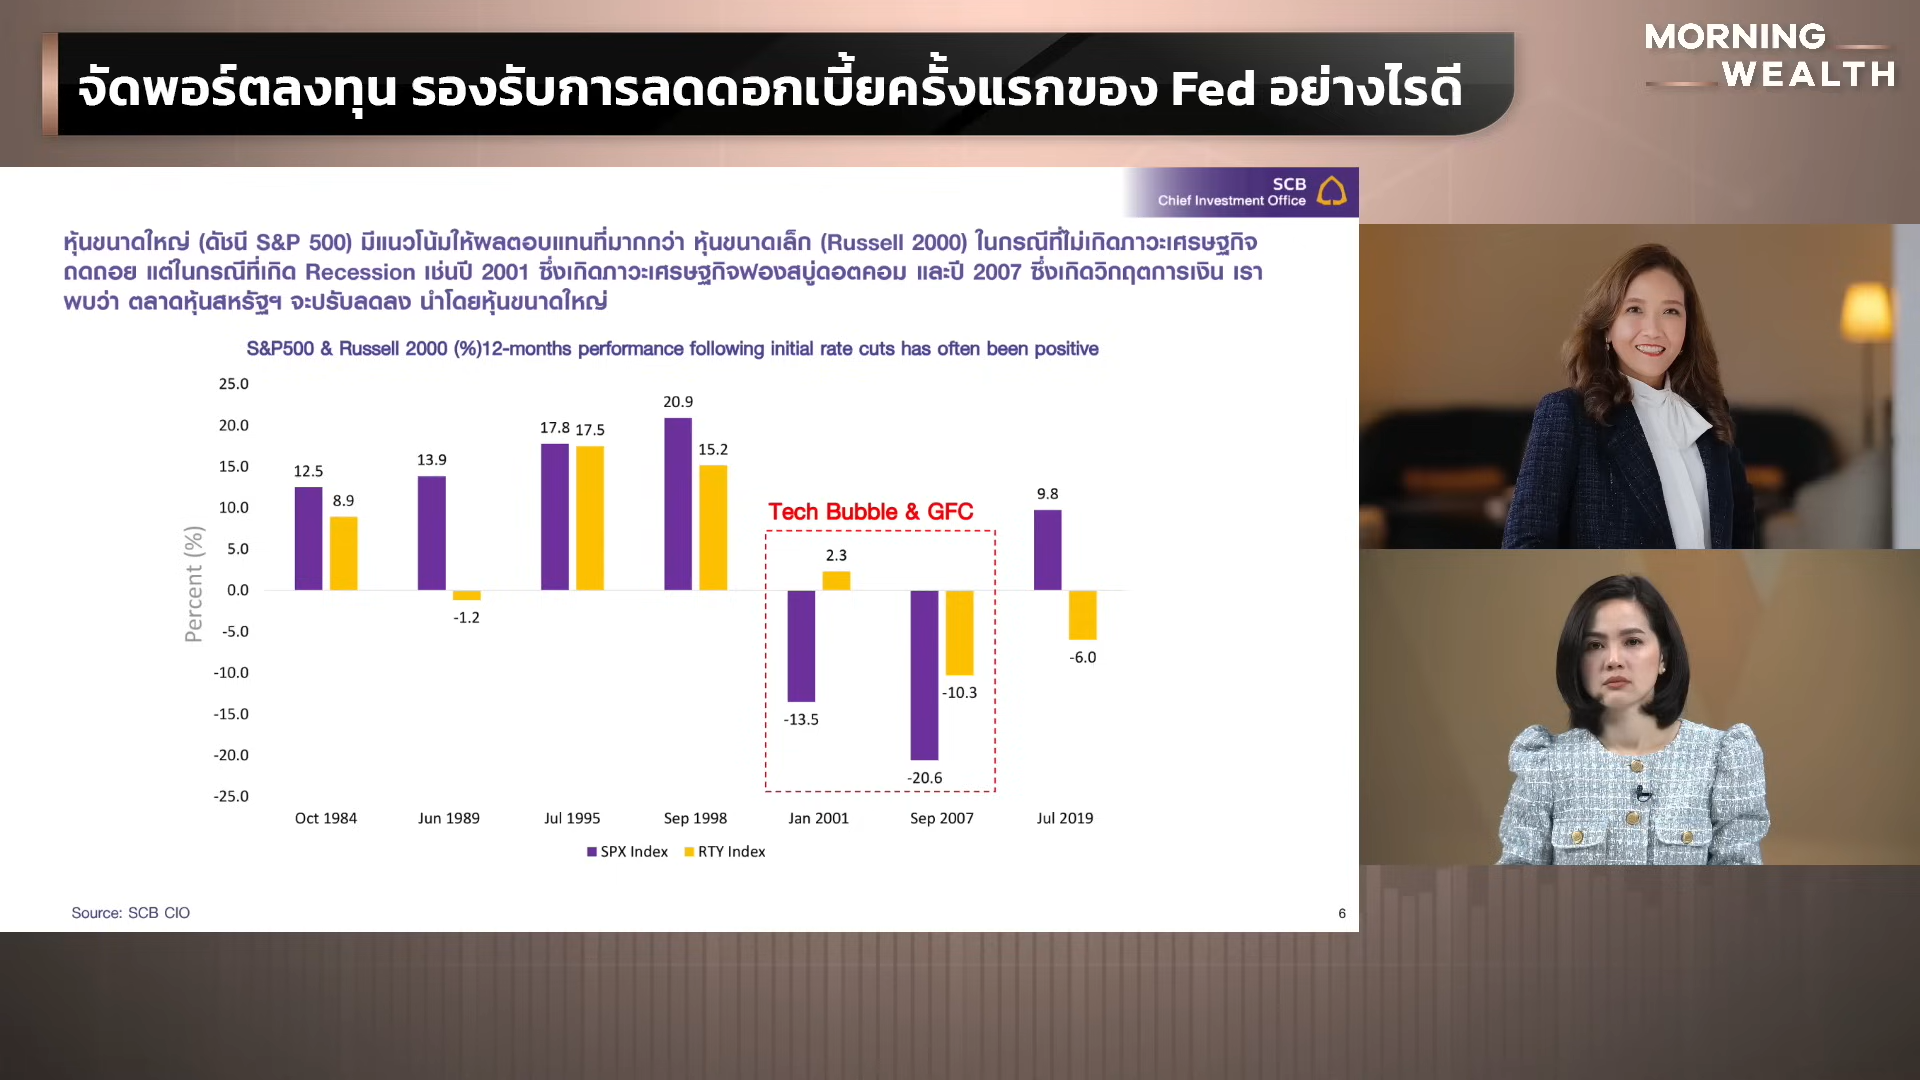 จัดพอร์ตลงทุน รองรับการลดดอกเบี้ยครั้งแรกของ Fed อย่างไรดี
MORNING
WEALTH
SCB
Chief Investment Office
หุ้นขนาดใหญ่ (ดัชนี S&P 500) มีแนวโน้มให้ผลตอบแทนที่มากกว่า หุ้นขนาดเล็ก (Russell 2000) ในกรณีที่ไม่เกิดภาวะเศรษฐกิจ
ถดถอย แต่ในกรณีที่เกิด Recession เช่นปี 2001 ซึ่งเกิดภาวะเศรษฐกิจฟองสบู่ดอตคอม และปี 2007 ซึ่งเกิดวิกฤตการเงิน เรา
พบว่า ตลาดหุ้นสหรัฐฯ จะปรับลดลง นำโดยหุ้นขนาดใหญ่
S&P500 & Russell 2000 (%)12-months performance following initial rate cuts has often been positive
Percent (%)
25.0
20.0
15.0
10.0
5.0
0.0
-5.0
-10.0
-15.0
-20.0
-25.0
12.5
8.9
13.9
-1.2
17.8
17.5
20.9
15.2
Tech Bubble & GFC
-13.5
2.3
-20.6
-10.3
9.8
-6.0
Oct 1984
Jun 1989
Jul 1995
Sep 1998
Jan 2001
Sep 2007
Jul 2019
SPX Index
RTY Index
Source: SCB CIO
6